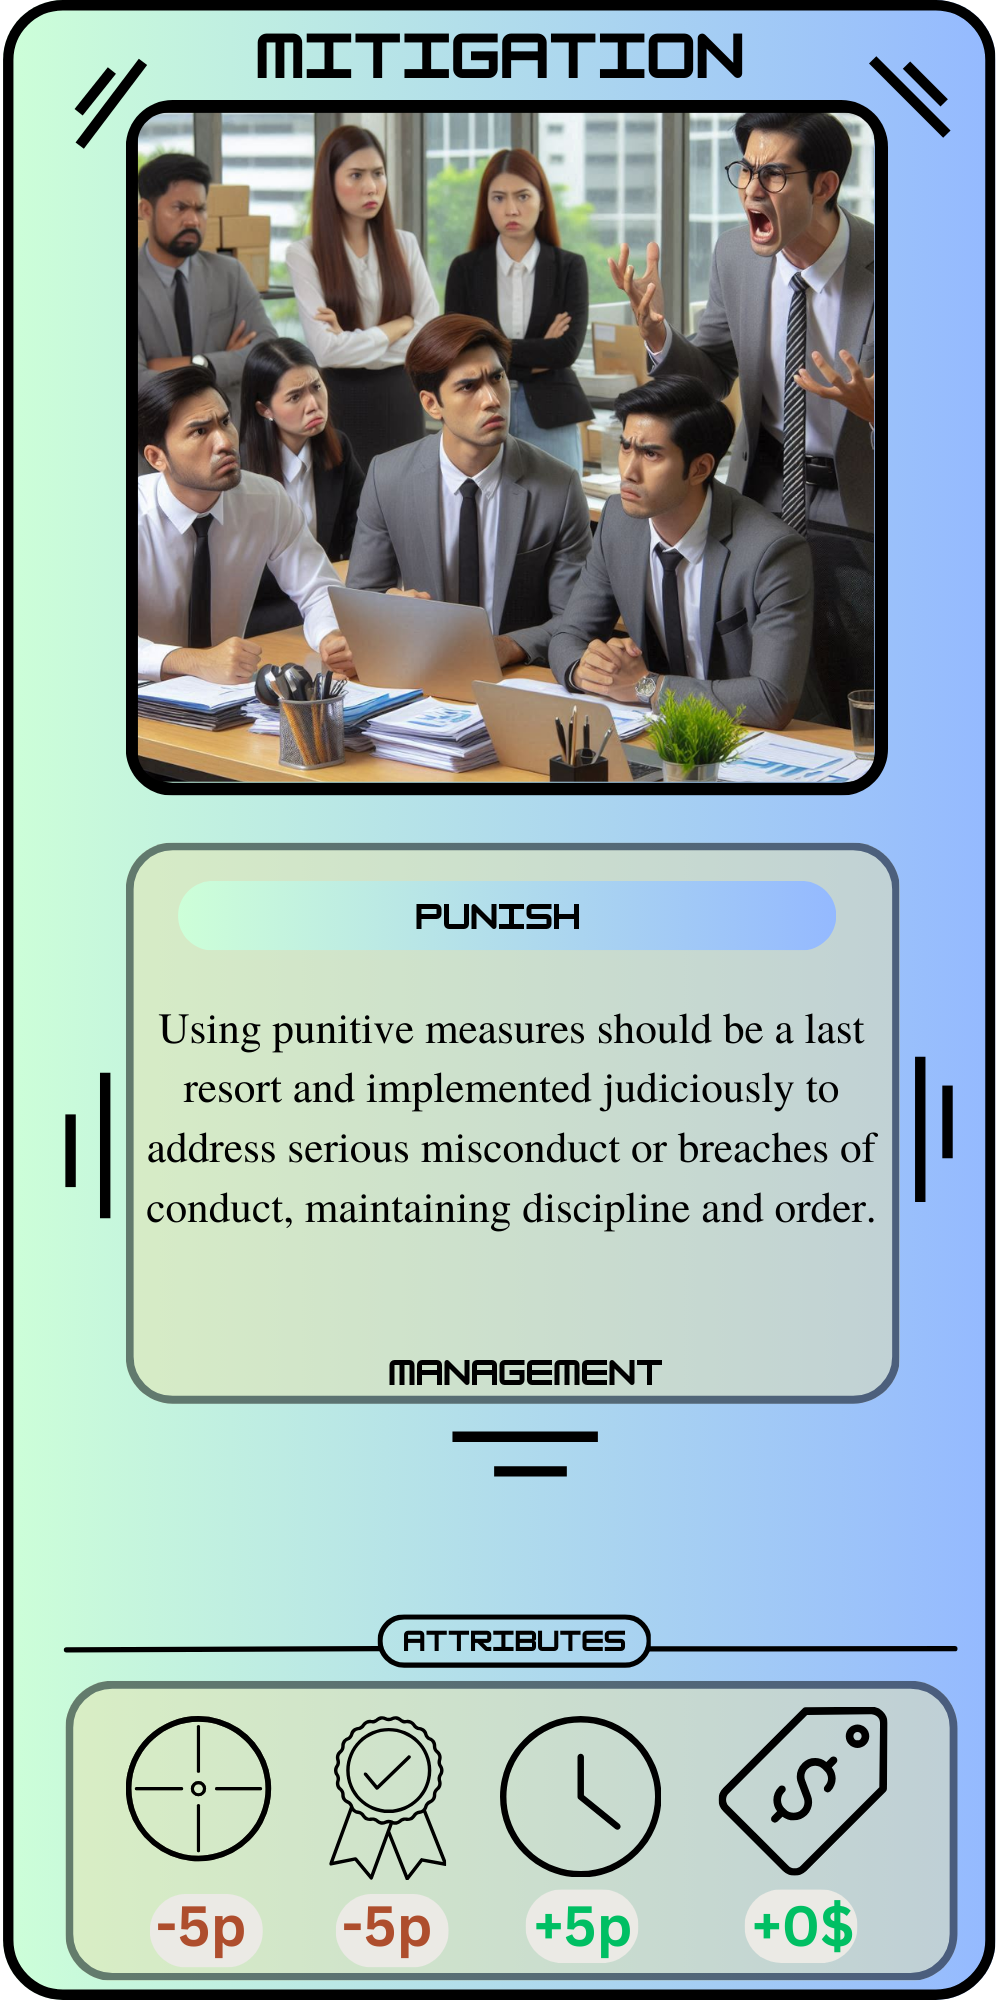 MITIGATION
PUNISH
Using punitive measures should be a last
resort and implemented judiciously to
address serious misconduct or breaches of
conduct, maintaining discipline and order.
MANAGEMENT
ATTRIBUTES
$
-5p -5p +5p +0$